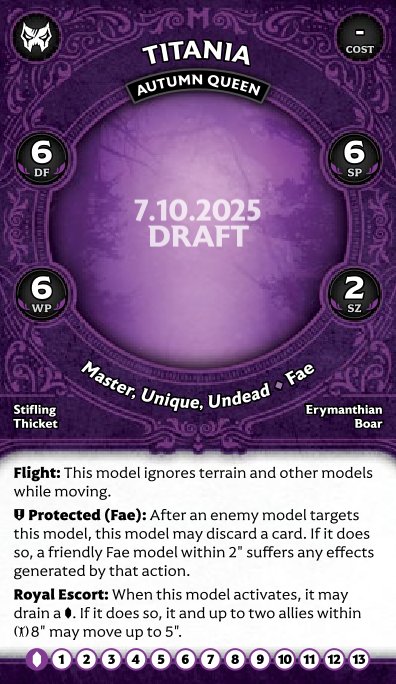 TITANIA
-
COST
AUTUMN QUEEN
6
DF
6
SP
7.10.2025
DRAFT
6
WP
2
SZ
Master, Unique, Undead ♦ Fae
Stifling
Thicket
Erymanthian
Boar
Flight: This model ignores terrain and other models
while moving.
Protected (Fae): After an enemy model targets
this model, this model may discard a card. If it does
so, a friendly Fae model within 2" suffers any effects
generated by that action.
Royal Escort: When this model activates, it may
drain a. If it does so, it and up to two allies within
8" may move up to 5".
1 2 3 4 5 6 7 8 9 10 11 12 13